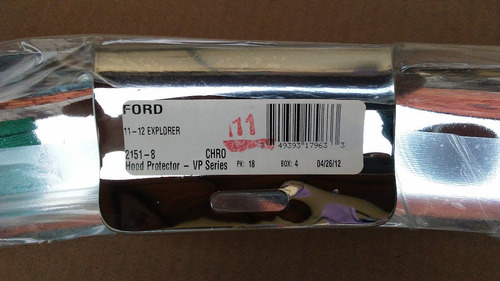 FORD
11-12 EXPLORER
11
49393 17963 3
2151-8 CHRO
Hood Protector - VP Series PK: 18 BOX: 4 04/26/12